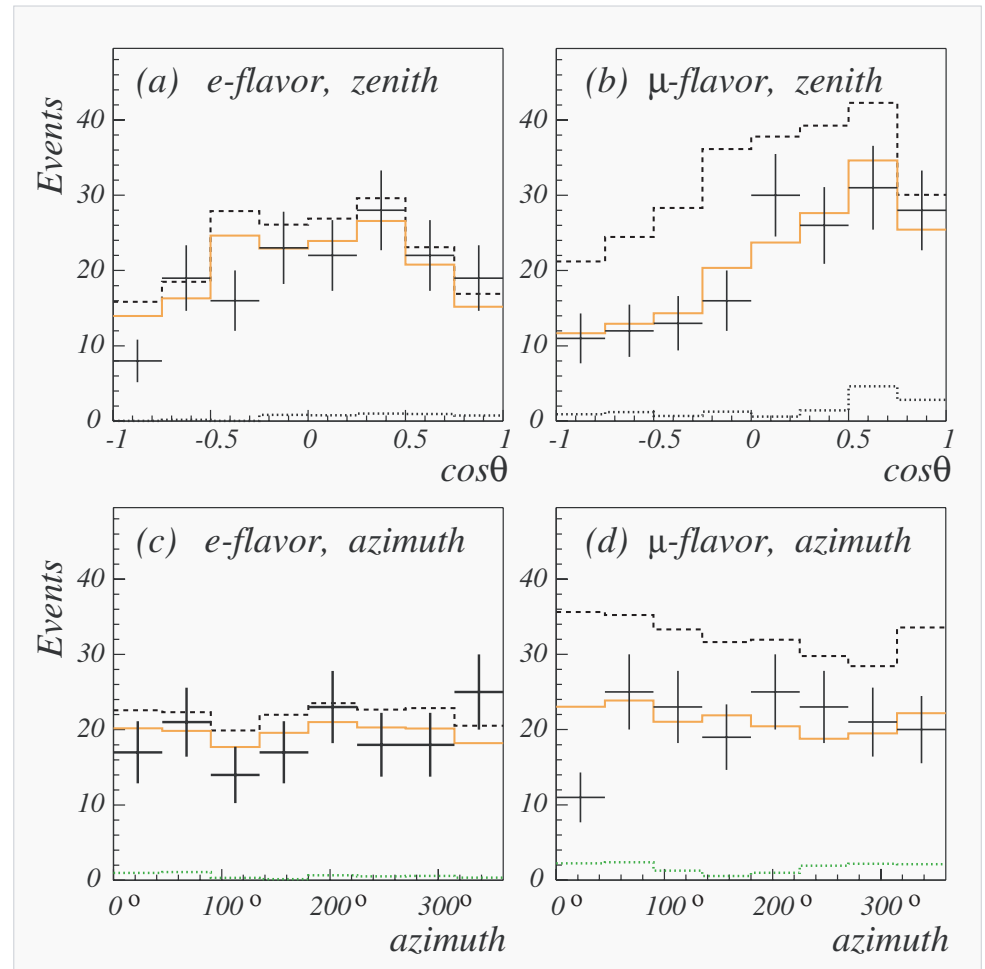 (a) e-flavor, zenith
(b) μ-flavor, zenith
Events
40
30
20
10
0
-1 -0.5 0 0.5 1
cosθ
40
30
20
10
0
-1 -0.5 0 0.5 1
cosθ
(c) e-flavor, azimuth
(d) μ-flavor, azimuth
Events
40
30
20
10
0
0 º 100 º 200 º 300 º
azimuth
40
30
20
10
0
0 º 100 º 200 º 300 º
azimuth